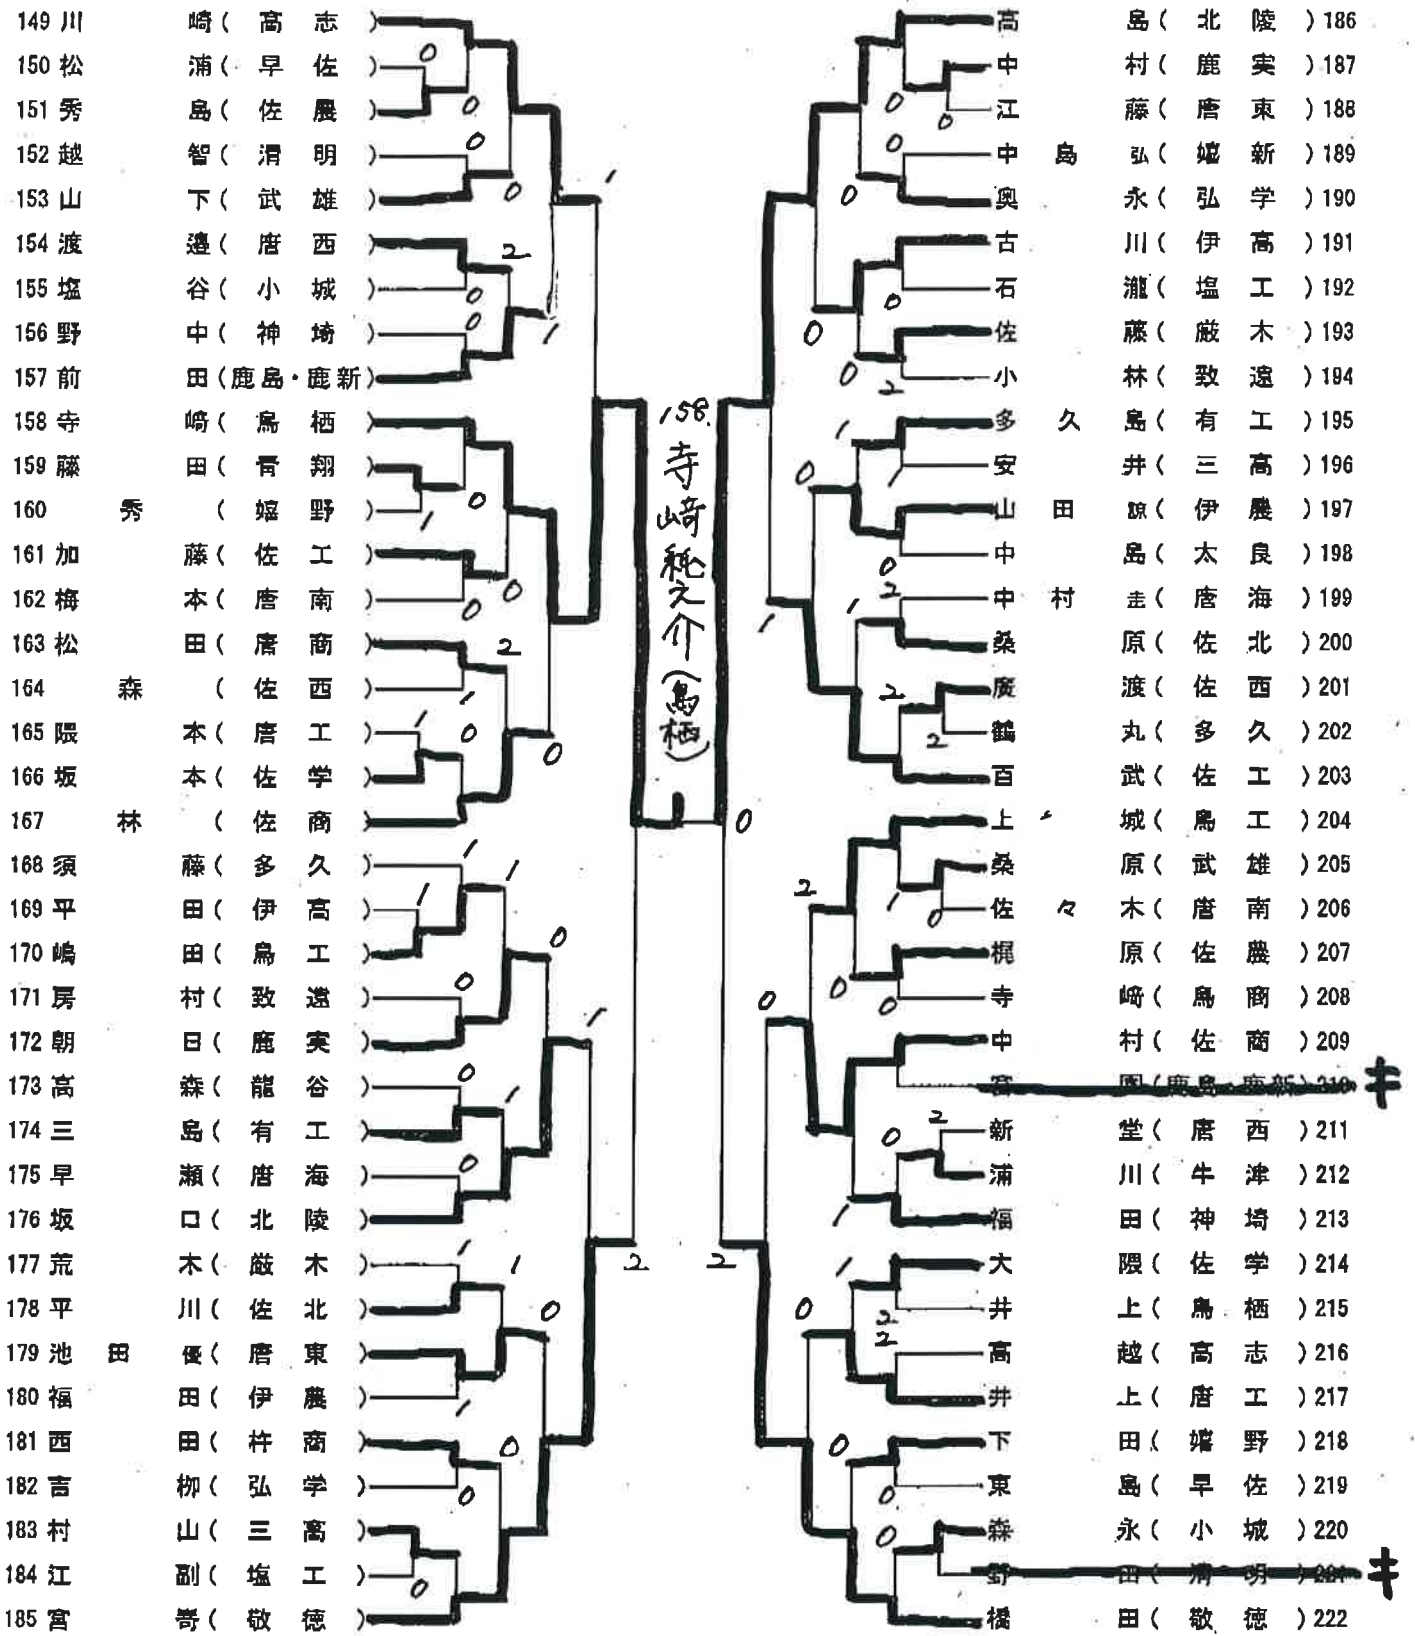 149 川 崎 ( 高 志 )
150 松 浦 ( 早 佐 )
151 秀 島 ( 佐 農 )
152 越 智 ( 清 明 )
153 山 下 ( 武 雄 )
154 渡 邉 ( 唐 西 )
155 塩 谷 ( 小 城 )
156 野 中 ( 神 埼 )
157 前 田 (鹿島・鹿新)
158 寺 﨑 ( 鳥 栖 )
159 藤 田 ( 青 翔 )
160 秀 ( 嬉 野 )
161 加 藤 ( 佐 工 )
162 梅 本 ( 唐 南 )
163 松 田 ( 唐 商 )
164 森 ( 佐 西 )
165 隈 本 ( 唐 工 )
166 坂 本 ( 佐 学 )
167 林 ( 佐 商 )
168 須 藤 ( 多 久 )
169 平 田 ( 伊 高 )
170 嶋 田 ( 鳥 工 )
171 房 村 ( 致 遠 )
172 朝 日 ( 鹿 実 )
173 高 森 ( 龍 谷 )
174 三 島 ( 有 工 )
175 早 瀬 ( 唐 海 )
176 坂 口 ( 北 陵 )
177 荒 木 ( 厳 木 )
178 平 川 ( 佐 北 )
179 池 田 優 ( 唐 東 )
180 福 田 ( 伊 農 )
181 西 田 ( 杵 商 )
182 吉 栁 ( 弘 学 )
183 村 山 ( 三 高 )
184 江 副 ( 塩 工 )
185 宮 嵜 ( 敬 徳 )
158.
寺﨑純之介(鳥栖)
高 島 ( 北 陵 ) 186
中 村 ( 鹿 実 ) 187
江 藤 ( 唐 東 ) 188
中 島 弘 ( 嬉 新 ) 189
奥 永 ( 弘 学 ) 190
古 川 ( 伊 高 ) 191
石 瀧 ( 塩 工 ) 192
佐 藤 ( 厳 木 ) 193
小 林 ( 致 遠 ) 194
多 久 島 ( 有 工 ) 195
安 井 ( 三 高 ) 196
山 田 諒 ( 伊 農 ) 197
中 島 ( 太 良 ) 198
中 村 圭 ( 唐 海 ) 199
桑 原 ( 佐 北 ) 200
廣 渡 ( 佐 西 ) 201
鶴 丸 ( 多 久 ) 202
百 武 ( 佐 工 ) 203
上 城 ( 鳥 工 ) 204
桑 原 ( 武 雄 ) 205
佐 々 木 ( 唐 南 ) 206
梶 原 ( 佐 農 ) 207
寺 﨑 ( 鳥 商 ) 208
中 村 ( 佐 商 ) 209
園 (鹿島・鹿新) 210 キ
新 堂 ( 唐 西 ) 211
浦 川 ( 牛 津 ) 212
福 田 ( 神 埼 ) 213
大 隈 ( 佐 学 ) 214
井 上 ( 鳥 栖 ) 215
高 越 ( 高 志 ) 216
井 上 ( 唐 工 ) 217
下 田 ( 嬉 野 ) 218
東 島 ( 早 佐 ) 219
森 永 ( 小 城 ) 220
野 田 ( 清 明 ) 221 キ
橋 田 ( 敬 徳 ) 222